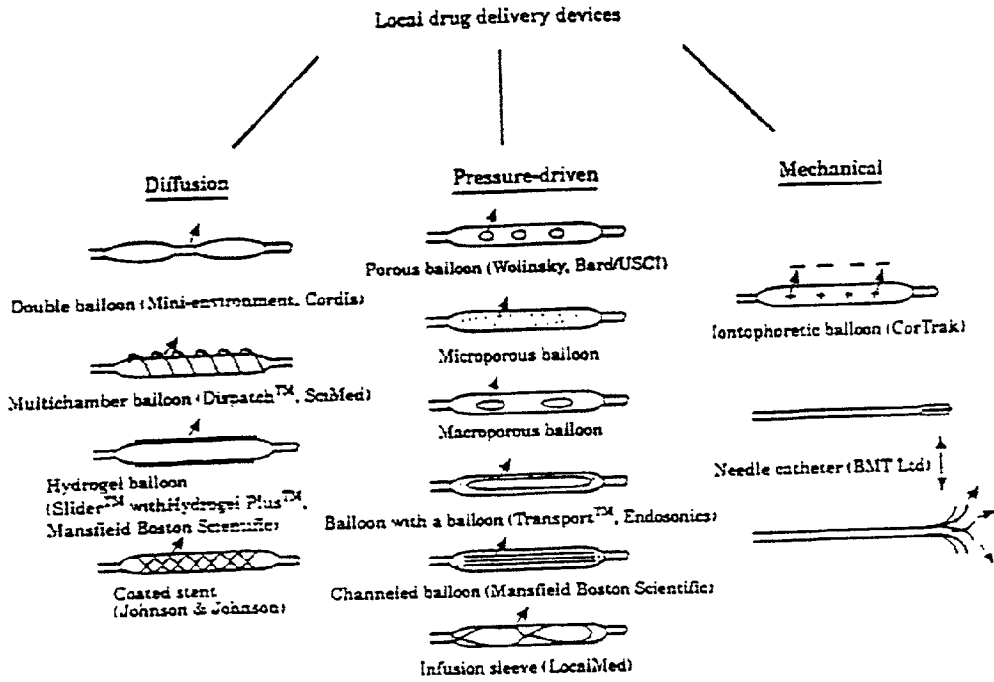 Local drug delivery devices
Diffusion
Double balloon (Mini-environment, Cordis)
Multichamber balloon (Dispatch™, SciMed)
Hydrogel balloon
(Slider™ withHydrogel Plus™,
Mansfield Boston Scientific)
Coated stent
(Johnson & Johnson)
Pressure-driven
Porous balloon (Wolinsky, Bard/USCI)
Microporous balloon
Macroporous balloon
Balloon with a balloon (Transport™, Endosonics)
Channeled balloon (Mansfield Boston Scientific)
Infusion sleeve (LocalMed)
Mechanical
Iontophoretic balloon (CorTrak)
Needle catheter (BMT Ltd)